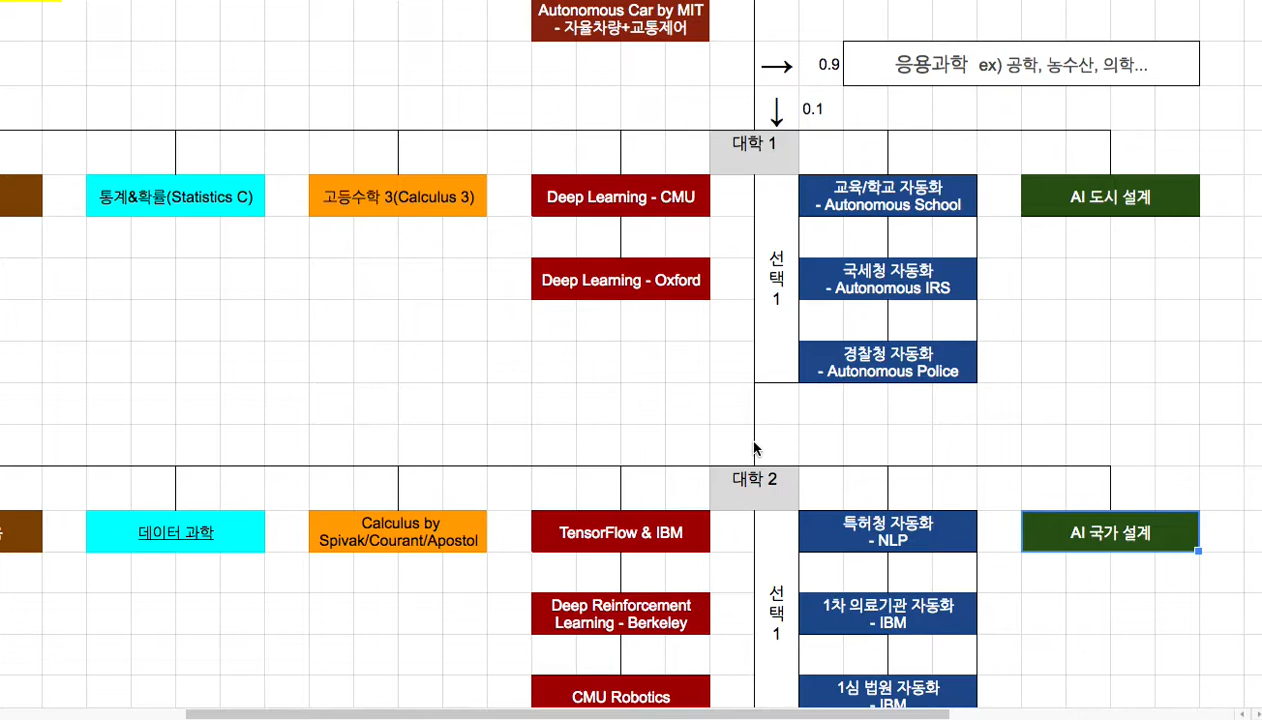 Autonomous Car by MIT
- 자율차량+교통제어
0.9
응용과학 ex) 공학, 농수산, 의학...
0.1
대학 1
통계&확률(Statistics C)
고등수학 3(Calculus 3)
Deep Learning - CMU
교육/학교 자동화
- Autonomous School
AI 도시 설계
선
택
1
Deep Learning - Oxford
국세청 자동화
- Autonomous IRS
경찰청 자동화
- Autonomous Police
대학 2
데이터 과학
Calculus by
Spivak/Courant/Apostol
TensorFlow & IBM
특허청 자동화
- NLP
AI 국가 설계
선
택
1
Deep Reinforcement
Learning - Berkeley
1차 의료기관 자동화
- IBM
CMU Robotics
1심 법원 자동화
- IBM